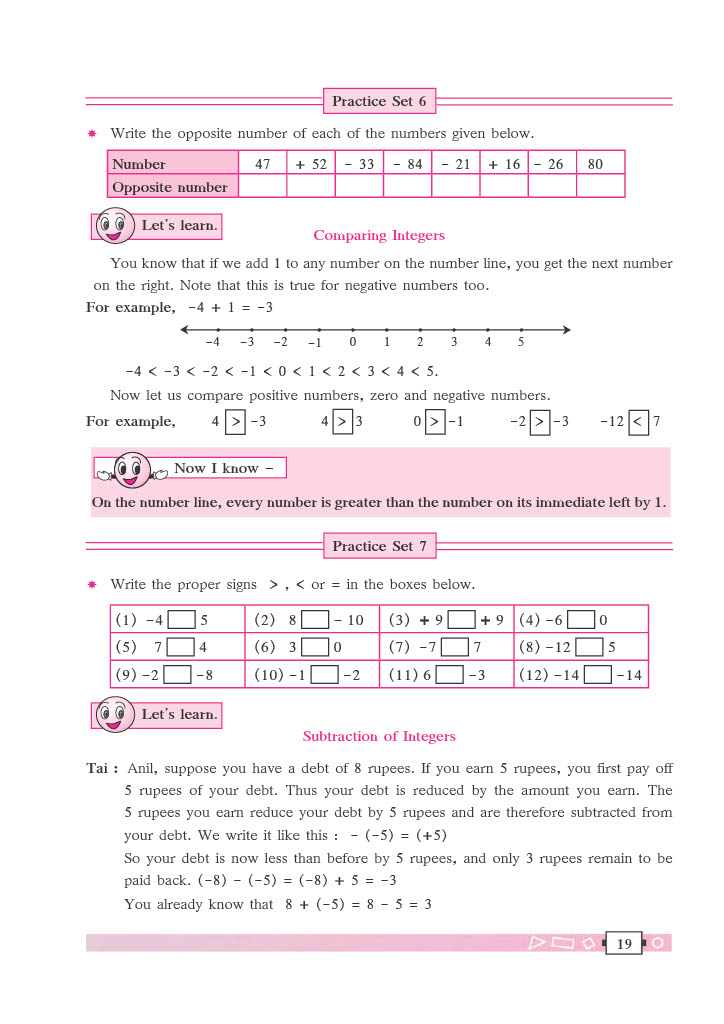 Practice Set 6
Write the opposite number of each of the numbers given below.
Number 47 + 52 - 33 - 84 - 21 + 16 - 26 80
Opposite number
Let's learn.
Comparing Integers
You know that if we add 1 to any number on the number line, you get the next number
on the right. Note that this is true for negative numbers too.
For example, -4 + 1 = -3
-4 -3 -2 -1 0 1 2 3 4 5
-4 < -3 < -2 < -1 < 0 < 1 < 2 < 3 < 4 < 5.
Now let us compare positive numbers, zero and negative numbers.
For example, 4 > -3 4 > 3 0 > -1 -2 > -3 -12 < 7
Now I know -
On the number line, every number is greater than the number on its immediate left by 1.
Practice Set 7
Write the proper signs > , < or = in the boxes below.
(1) -4 5 (2) 8 - 10 (3) + 9 + 9 (4) -6 0
(5) 7 4 (6) 3 0 (7) -7 7 (8) -12 5
(9) -2 -8 (10) -1 -2 (11) 6 -3 (12) -14 -14
Let's learn.
Subtraction of Integers
Tai : Anil, suppose you have a debt of 8 rupees. If you earn 5 rupees, you first pay off
5 rupees of your debt. Thus your debt is reduced by the amount you earn. The
5 rupees you earn reduce your debt by 5 rupees and are therefore subtracted from
your debt. We write it like this : - (-5) = (+5)
So your debt is now less than before by 5 rupees, and only 3 rupees remain to be
paid back. (-8) - (-5) = (-8) + 5 = -3
You already know that 8 + (-5) = 8 - 5 = 3
19